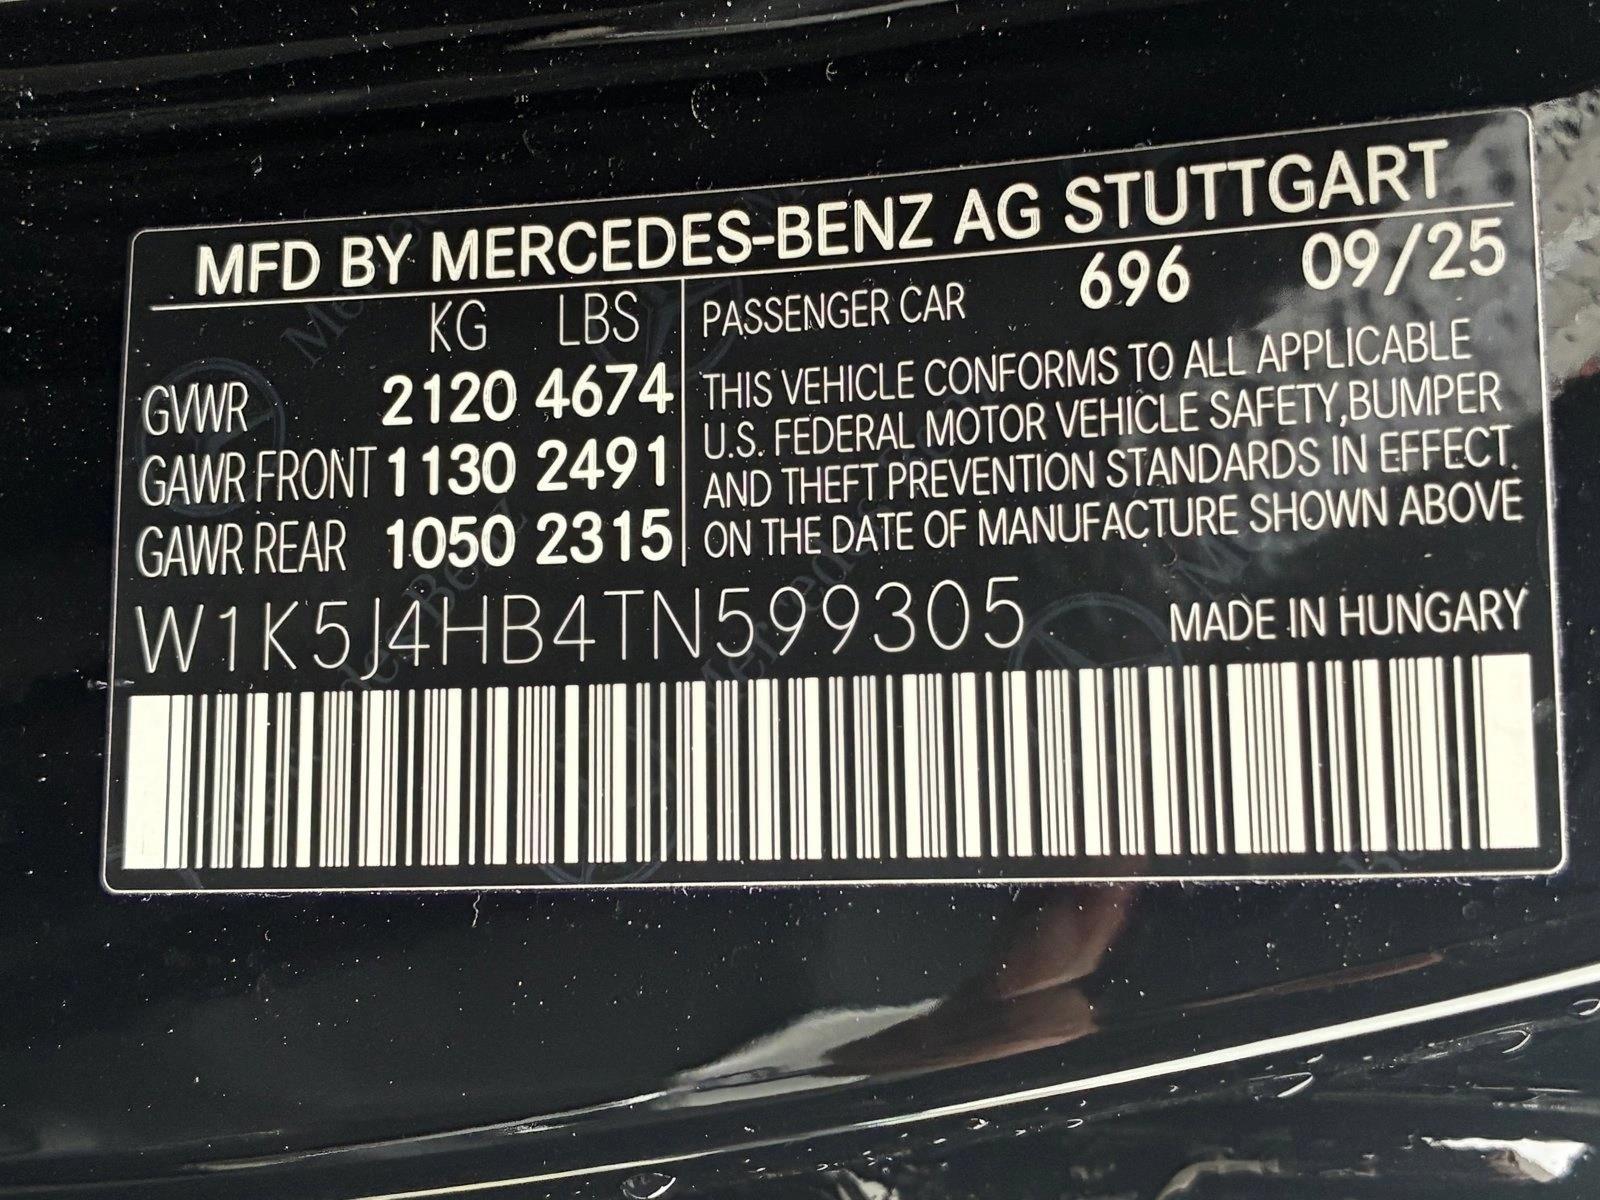 MFD BY MERCEDES-BENZ AG STUTTGART
KG LBS
GVWR 2120 4674
GAWR FRONT 1130 2491
GAWR REAR 1050 2315
PASSENGER CAR 696 09/25
THIS VEHICLE CONFORMS TO ALL APPLICABLE
U.S. FEDERAL MOTOR VEHICLE SAFETY,BUMPER
AND THEFT PREVENTION STANDARDS IN EFFECT.
ON THE DATE OF MANUFACTURE SHOWN ABOVE
W1K5J4HB4TN599305 MADE IN HUNGARY